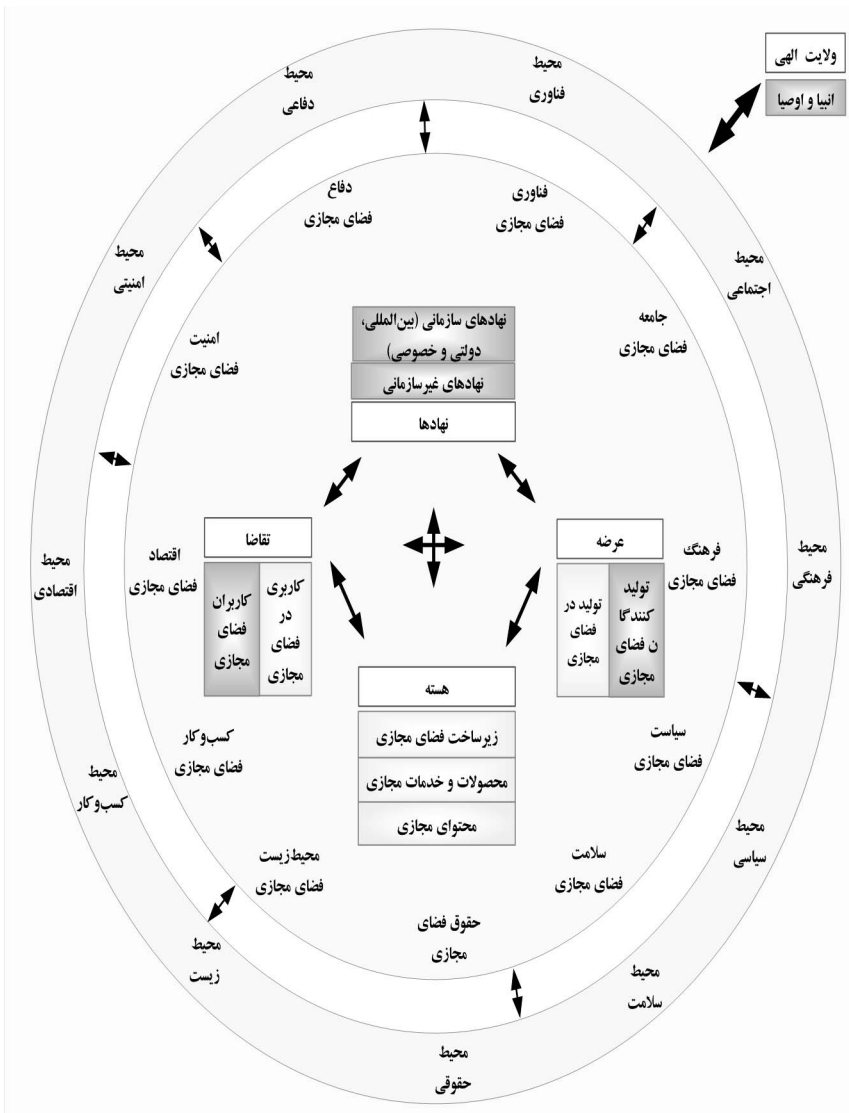 ولایت الهی
انبیا و اوصیا
محیط
فناوری
محیط
دفاعی
محیط
اجتماعی
محیط
امنیتی
محیط
فرهنگی
محیط
اقتصادی
محیط
سیاسی
محیط
کسب‌وکار
محیط
سلامت
محیط
زیست
محیط
حقوقی
فناوری
فضای مجازی
دفاع
فضای مجازی
جامعه
فضای مجازی
امنیت
فضای مجازی
فرهنگ
فضای مجازی
اقتصاد
فضای مجازی
سیاست
فضای مجازی
کسب‌وکار
فضای مجازی
سلامت
فضای مجازی
محیط‌زیست
فضای مجازی
حقوق فضای
مجازی
نهادهای سازمانی (بین‌المللی،
دولتی و خصوصی)
نهادهای غیرسازمانی
نهادها
عرضه
تولید
کنندگا
ن فضای
مجازی
تولید در
فضای
مجازی
تقاضا
کاربری
در
فضای
مجازی
کاربران
فضای
مجازی
هسته
زیرساخت فضای مجازی
محصولات و خدمات مجازی
محتوای مجازی